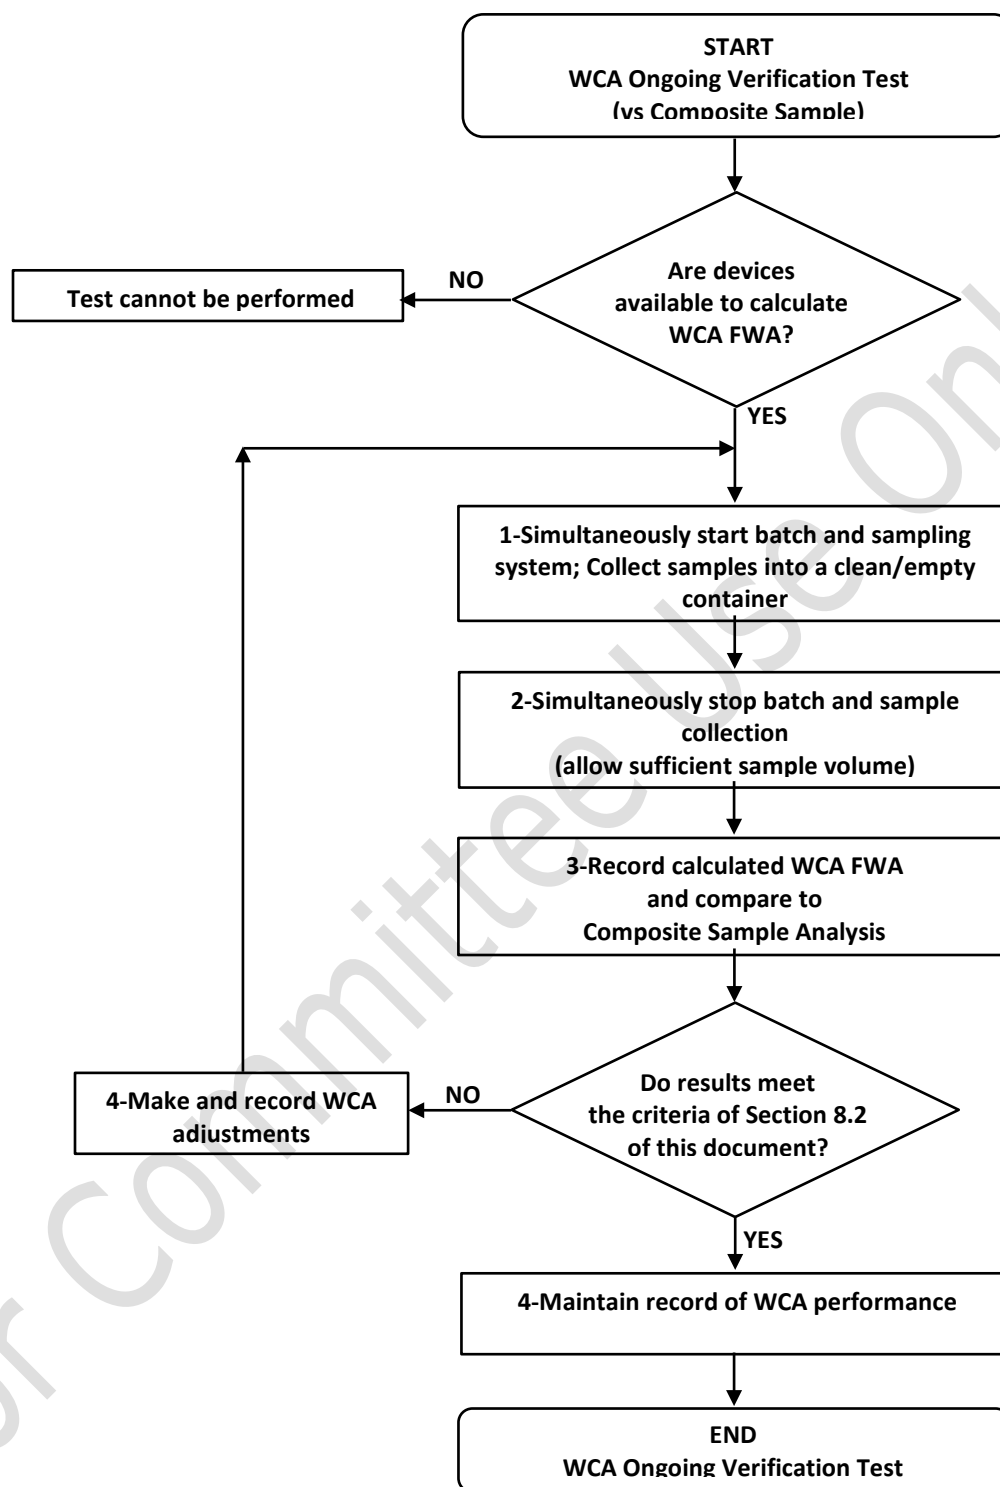 START
WCA Ongoing Verification Test
(vs Composite Sample)
Are devices
available to calculate
WCA FWA?
NO
Test cannot be performed
YES
1-Simultaneously start batch and sampling
system; Collect samples into a clean/empty
container
2-Simultaneously stop batch and sample
collection
(allow sufficient sample volume)
3-Record calculated WCA FWA
and compare to
Composite Sample Analysis
Do results meet
the criteria of Section 8.2
of this document?
NO
4-Make and record WCA
adjustments
YES
4-Maintain record of WCA performance
END
WCA Ongoing Verification Test
or Committee Use Onl